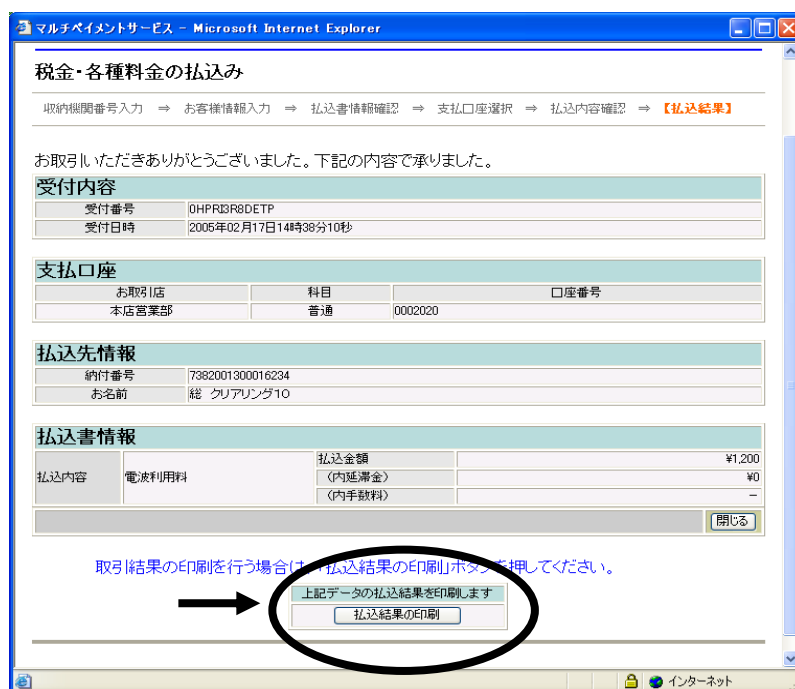 マルチペイメントサービス - Microsoft Internet Explorer
税金・各種料金の払込み
収納機関番号入力 ⇒ お客様情報入力 ⇒ 払込書情報確認 ⇒ 支払口座選択 ⇒ 払込内容確認 ⇒ 【払込結果】
お取引いただきありがとうございました。下記の内容で承りました。
受付内容
受付番号 0HPRI3R8DETP
受付日時 2005年02月17日14時38分10秒
支払口座
お取引店 科目 口座番号
本店営業部 普通 0002020
払込先情報
納付番号 7382001300016234
お名前 総 クリアリング10
払込書情報
払込内容 電波利用料 払込金額 ¥1,200
(内延滞金) ¥0
(内手数料) －
閉じる
取引結果の印刷を行う場合は、「払込結果の印刷」ボタンを押してください。
上記データの払込結果を印刷します
払込結果の印刷
インターネット